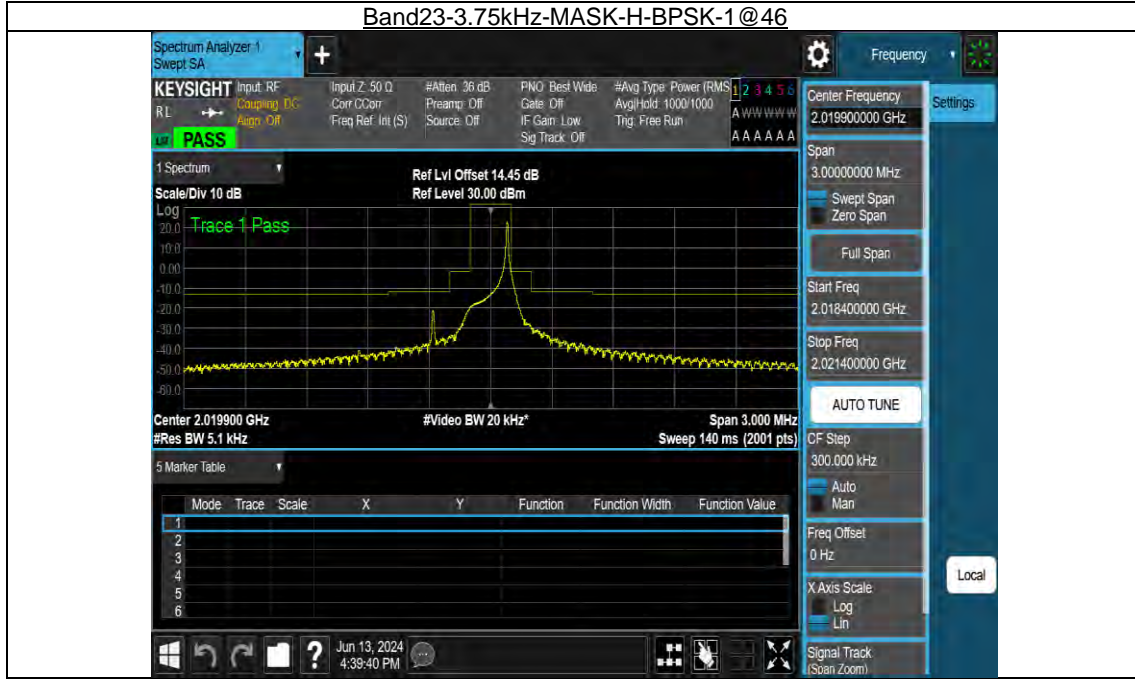 Band23-3.75kHz-MASK-H-BPSK-1@46
Spectrum Analyzer 1
Swept SA
+
Frequency
KEYSIGHT
RL
PASS
Input: RF
Coupling: DC
Align: Off
Input Z: 50 Ω
Corr CCorr
Freq Ref: Int (S)
#Atten: 36 dB
Preamp: Off
Source: Off
PNO: Best Wide
Gate: Off
IF Gain: Low
Sig Track: Off
#Avg Type: Power (RMS
Avg|Hold: 1000/1000
Trig: Free Run
1 2 3 4 5 6
A W W W W W
A A A A A A
1 Spectrum
Scale/Div 10 dB
Ref Lvl Offset 14.45 dB
Ref Level 30.00 dBm
Log
Trace 1 Pass
20.0
10.0
0.00
-10.0
-20.0
-30.0
-40.0
-50.0
-60.0
Center 2.019900 GHz
#Video BW 20 kHz*
Span 3.000 MHz
#Res BW 5.1 kHz
Sweep 140 ms (2001 pts)
5 Marker Table
Mode Trace Scale X Y Function Function Width Function Value
1
2
3
4
5
6
Jun 13, 2024
4:39:40 PM
?
Center Frequency
2.019900000 GHz
Settings
Span
3.00000000 MHz
Swept Span
Zero Span
Full Span
Start Freq
2.018400000 GHz
Stop Freq
2.021400000 GHz
AUTO TUNE
CF Step
300.000 kHz
Auto
Man
Freq Offset
0 Hz
Local
X Axis Scale
Log
Lin
Signal Track
(Span Zoom)